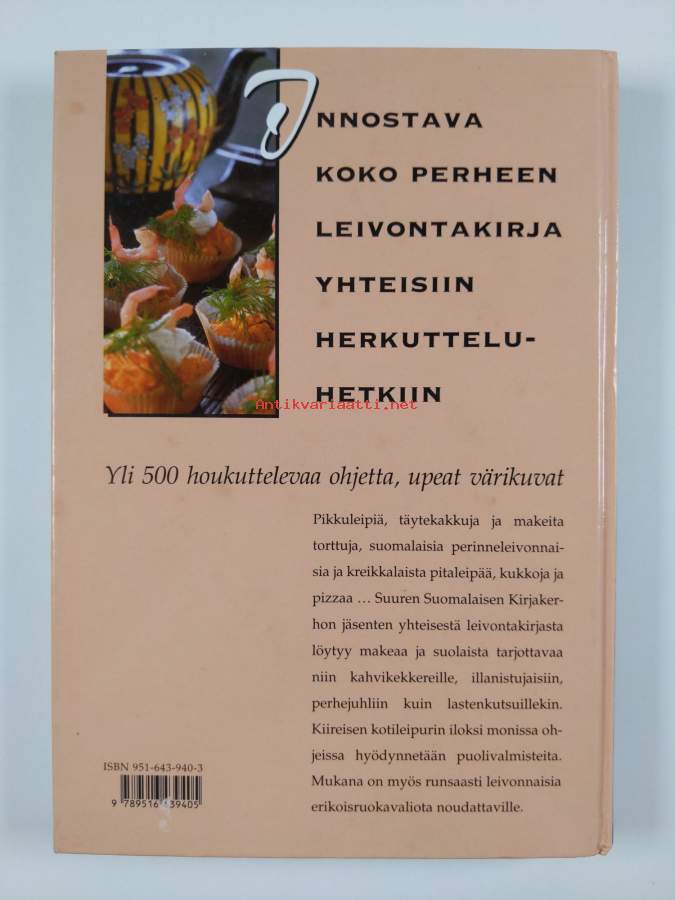 INNOSTAVA
KOKO PERHEEN
LEIVONTAKIRJA
YHTEISIIN
HERKUTTELU-
HETKIIN
Antikvariaatti.net
Yli 500 houkuttelevaa ohjetta, upeat värikuvat
Pikkuleipiä, täytekakkuja ja makeita
torttuja, suomalaisia perinneleivonnai-
sia ja kreikkalaista pitaleipää, kukkoja ja
pizzaa ... Suuren Suomalaisen Kirjaker-
hon jäsenten yhteisestä leivontakirjasta
löytyy makeaa ja suolaista tarjottavaa
niin kahvikekkereille, illanistujaisiin,
perhejuhliin kuin lastenkutsuillekin.
Kiireisen kotileipurin iloksi monissa oh-
jeissa hyödynnetään puolivalmisteita.
Mukana on myös runsaasti leivonnaisia
erikoisruokavaliota noudattaville.
ISBN 951-643-940-3